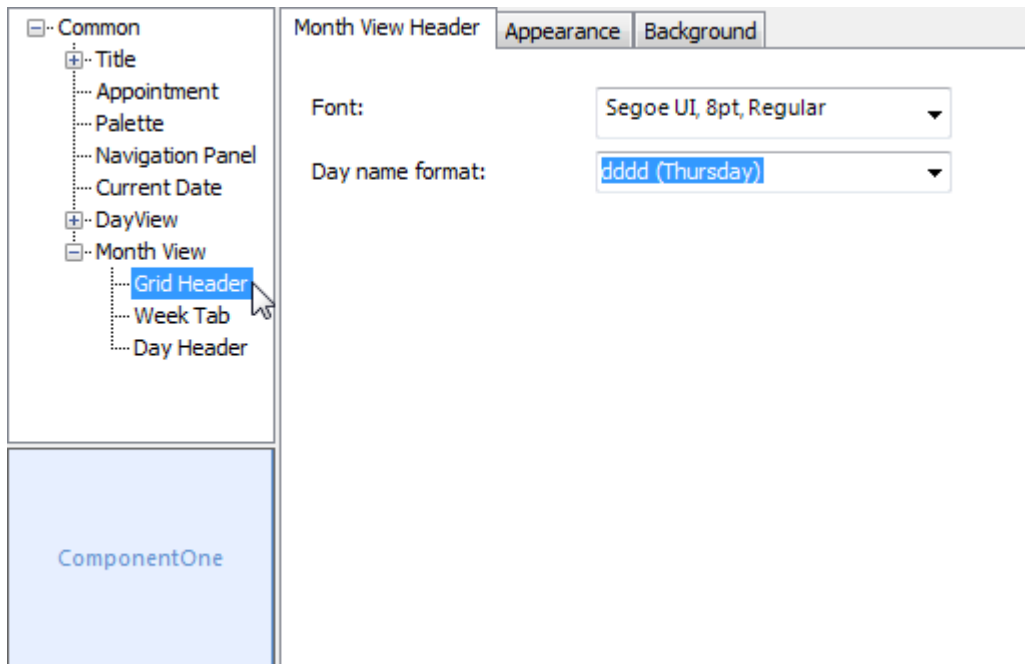 Common
Title
Appointment
Palette
Navigation Panel
Current Date
DayView
Month View
Grid Header
Week Tab
Day Header
ComponentOne
Month View Header
Appearance
Background
Font:
Segoe UI, 8pt, Regular
Day name format:
dddd (Thursday)